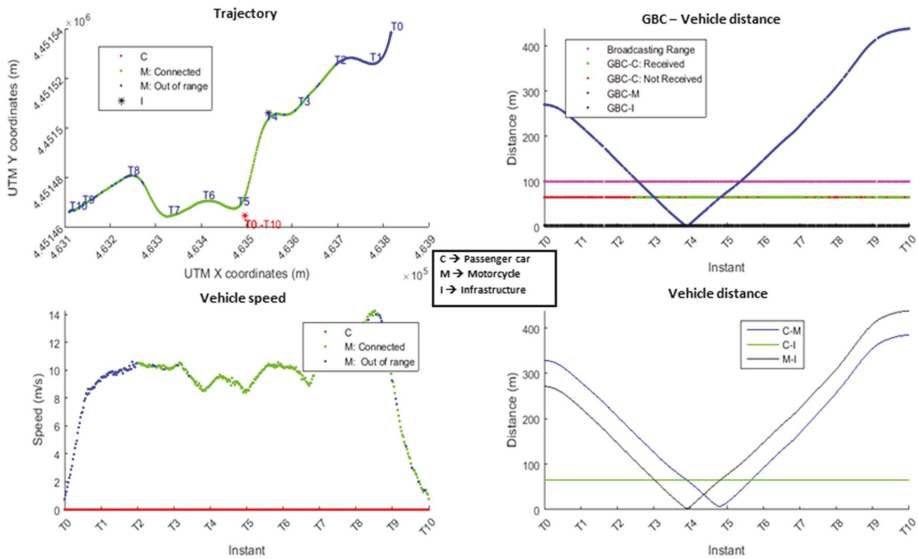 Trajectory
4.45154 × 10⁶
4.45152
4.4515
4.45148
4.45146
UTM Y coordinates (m)
C
M: Connected
M: Out of range
I
T0
T1
T2
T3
T4
T5
T6
T7
T8
T9
T10
T0 -T10
4.631
4.632
4.633
4.634
4.635
4.636
4.637
4.638
4.639
UTM X coordinates (m)
× 10⁵
GBC – Vehicle distance
400
300
200
100
0
Distance (m)
Broadcasting Range
GBC-C: Received
GBC-C: Not Received
GBC-M
GBC-I
T0
T1
T2
T3
T4
T5
T6
T7
T8
T9
T10
Instant
C → Passenger car
M → Motorcycle
I → Infrastructure
Vehicle speed
14
12
10
8
6
4
2
0
Speed (m/s)
C
M: Connected
M: Out of range
T0
T1
T2
T3
T4
T5
T6
T7
T8
T9
T10
Instant
Vehicle distance
400
300
200
100
0
Distance (m)
C-M
C-I
M-I
T0
T1
T2
T3
T4
T5
T6
T7
T8
T9
T10
Instant